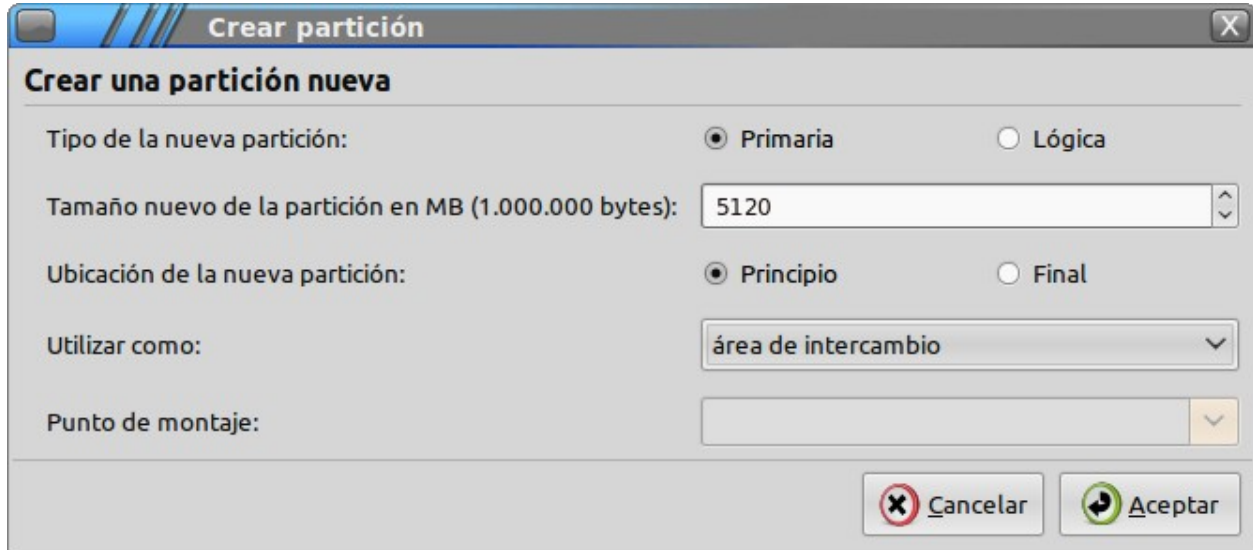 Crear partición
Crear una partición nueva
Tipo de la nueva partición: Primaria Lógica
Tamaño nuevo de la partición en MB (1.000.000 bytes): 5120
Ubicación de la nueva partición: Principio Final
Utilizar como: área de intercambio
Punto de montaje:
Cancelar Aceptar